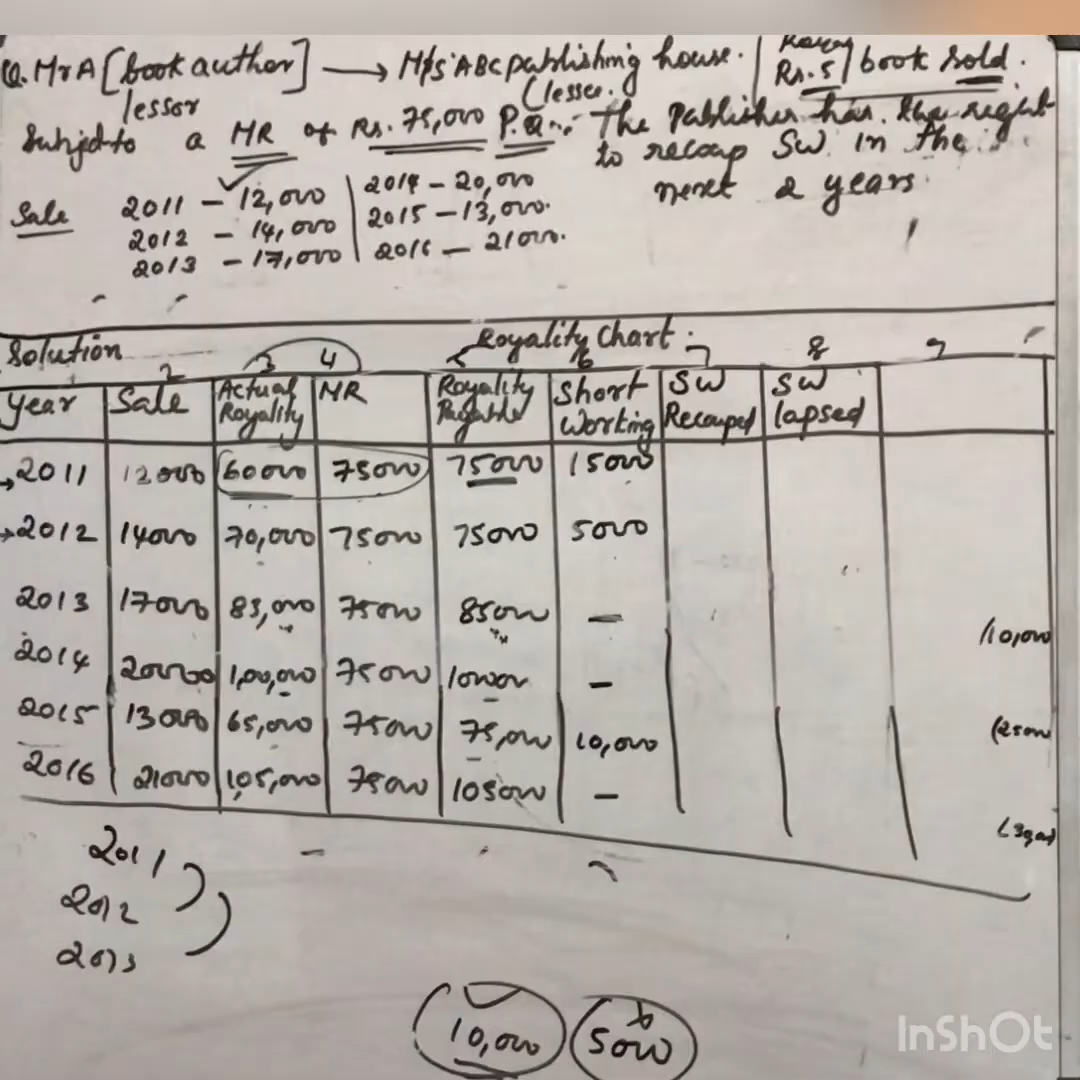 Q. Mr A [book author] → M/s ABC publishing house. Rs. 5/ book sold.
lessor (lessee.
Subjd to a MR of Rs. 75,000 P.a. The Publisher has the right
to recoup SW in the
next 2 years.
Sale 2011 - 12,000 2014 - 20,000
2012 - 14,000 2015 - 13,000.
2013 - 17,000 2016 - 21000.
Solution Royality Chart.
2 3 4 5 6 7 8 9
Year Sale Actual Royality MR Royality Payable Short Working SW Recouped SW lapsed
2011 12000 60000 75000 75000 15000
2012 14000 70,000 75000 75000 5000
2013 17000 85,000 75000 85000 —
2014 20000 1,00,000 75000 100000 —
2015 13000 65,000 75000 75,000 10,000
2016 21000 105,000 75000 105000 —
(10,000
2011
2012
2013
10,000 5000
InShOt